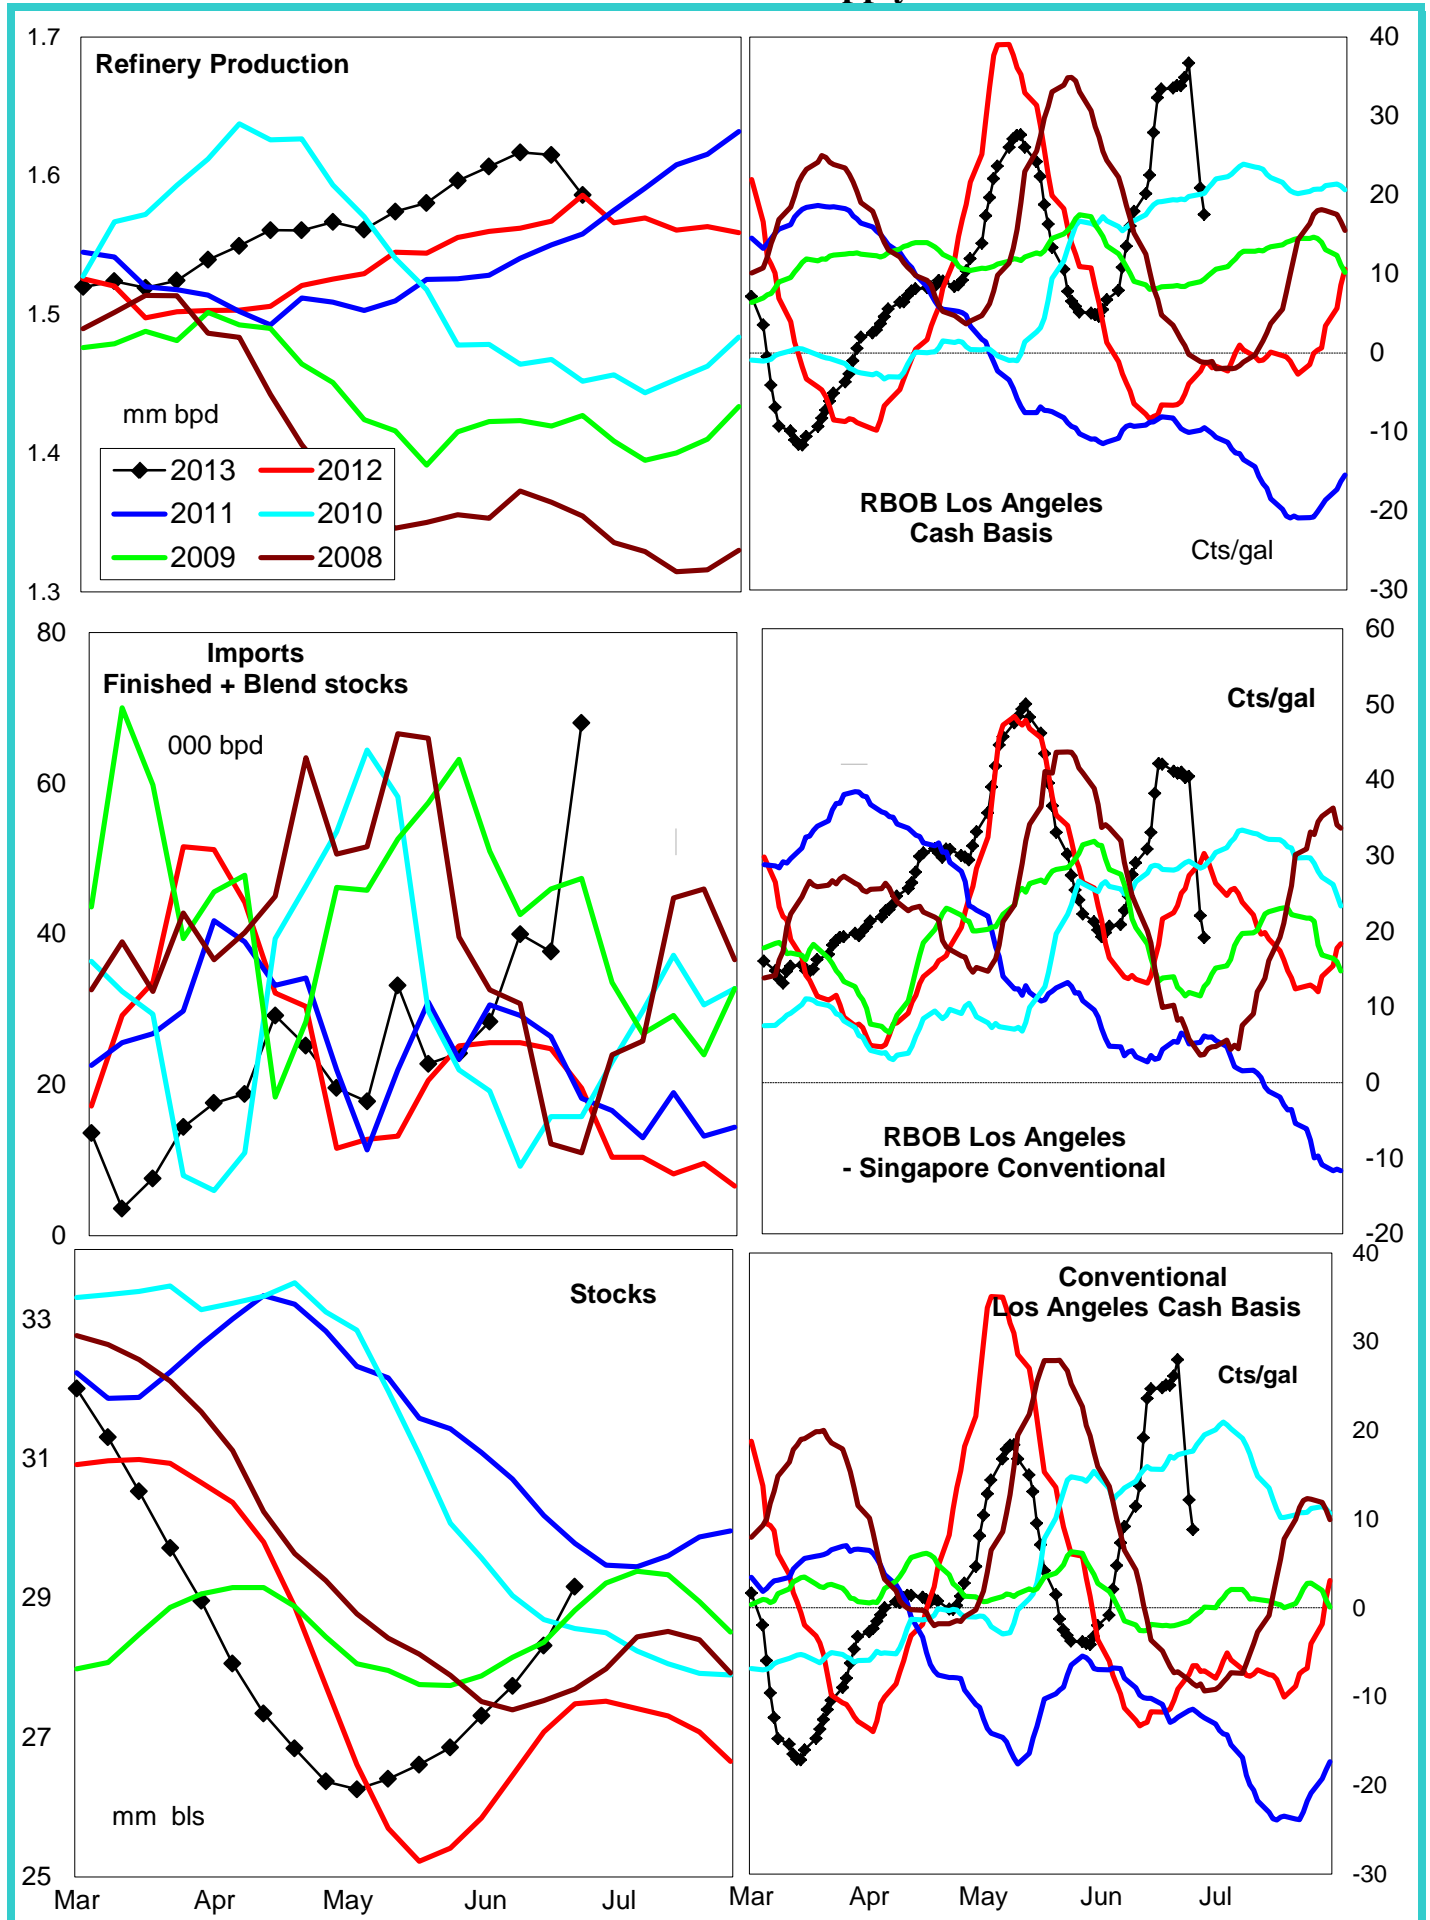 1.7
1.6
1.5
1.4
1.3
Refinery Production
mm bpd
2013
2012
2011
2010
2009
2008
40
30
20
10
0
-10
-20
-30
RBOB Los Angeles
Cash Basis
Cts/gal
80
60
40
20
0
Imports
Finished + Blend stocks
000 bpd
60
50
40
30
20
10
0
-10
-20
Cts/gal
RBOB Los Angeles
- Singapore Conventional
33
31
29
27
25
Stocks
mm bls
Mar
Apr
May
Jun
Jul
40
30
20
10
0
-10
-20
-30
Conventional
Los Angeles Cash Basis
Cts/gal
Mar
Apr
May
Jun
Jul